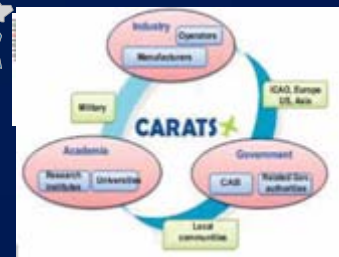 Industry
Operators
Manufacturers
Military
ICAO, Europe
US, Asia
CARATS
Academia
Research
Institutes
Universities
Government
CAB
Related Gov.
authorities
Local
communities